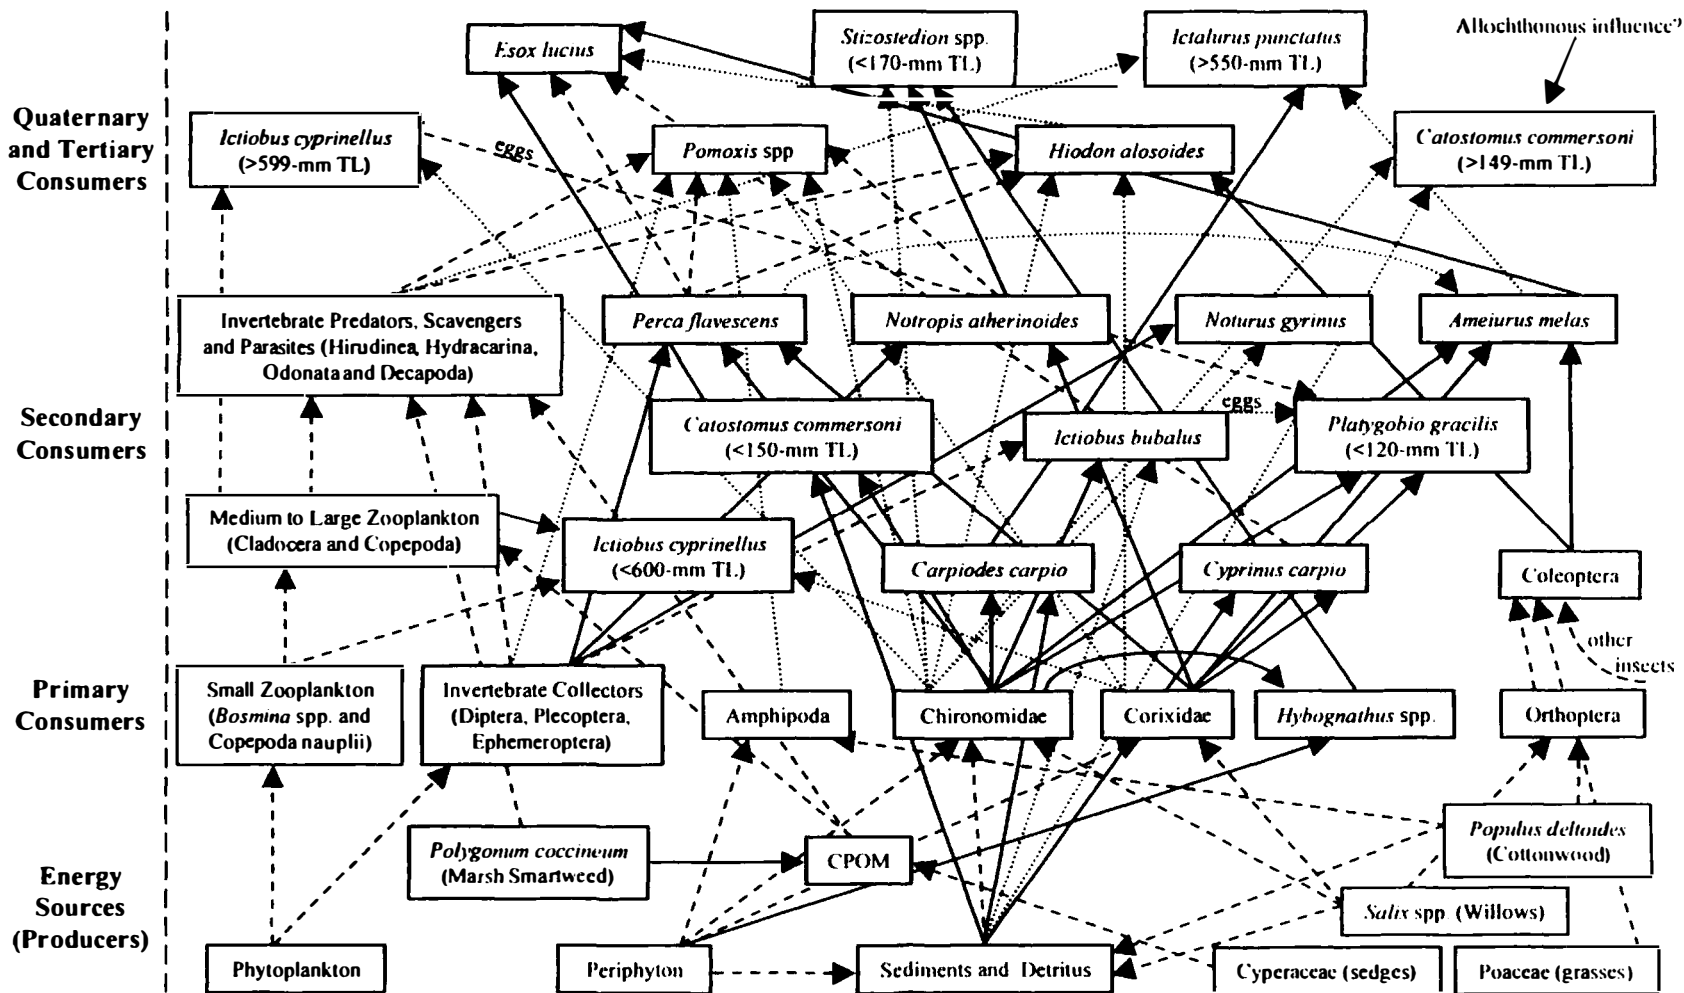 Esox lucius
Stizostedion spp.
(<170-mm TL)
Ictalurus punctatus
(>550-mm TL)
Allochthonous influence?
Quaternary
and Tertiary
Consumers
Ictiobus cyprinellus
(>599-mm TL)
eggs
Pomoxis spp
Hiodon alosoides
Catostomus commersoni
(>149-mm TL)
Invertebrate Predators, Scavengers
and Parasites (Hirudinea, Hydracarina,
Odonata and Decapoda)
Perca flavescens
Notropis atherinoides
Noturus gyrinus
Ameiurus melas
Secondary
Consumers
Catostomus commersoni
(<150-mm TL)
Ictiobus bubalus
eggs
Platygobio gracilis
(<120-mm TL)
Medium to Large Zooplankton
(Cladocera and Copepoda)
Ictiobus cyprinellus
(<600-mm TL)
Carpiodes carpio
Cyprinus carpio
Coleoptera
other
insects
Primary
Consumers
Small Zooplankton
(Bosmina spp. and
Copepoda nauplii)
Invertebrate Collectors
(Diptera, Plecoptera,
Ephemeroptera)
Amphipoda
Chironomidae
Corixidae
Hybognathus spp.
Orthoptera
Energy
Sources
(Producers)
Polygonum coccineum
(Marsh Smartweed)
CPOM
Populus deltoides
(Cottonwood)
Salix spp. (Willows)
Phytoplankton
Periphyton
Sediments and Detritus
Cyperaceae (sedges)
Poaceae (grasses)